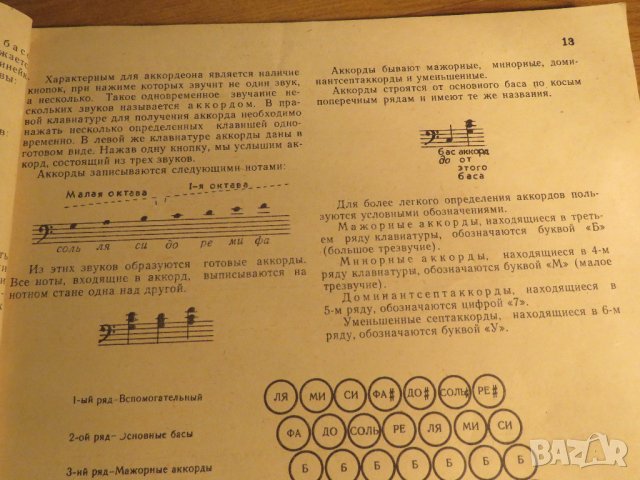 13
бас
жается
инейк
вы:
в
то
на
Характерным для аккордеона является наличие
кнопок, при нажиме которых звучит не один звук,
а несколько. Такое одновременное звучание не-
скольких звуков называется аккордом. В пра-
вой клавиатуре для получения аккорда необходимо
нажать несколько определенных клавишей одно-
временно. В левой же клавиатуре аккорды даны в
готовом виде. Нажав одну кнопку, мы услышим ак-
корд, состоящий из трех звуков.
Аккорды записываются следующими нотами:
Малая октава
1-я октава
соль ля си до ре ми фа
Из этих звуков образуются готовые аккорды.
Все ноты, входящие в аккорд, выписываются на
нотном стане одна над другой.
Аккорды бывают мажорные, минорные, доми-
нантсептаккорды и уменьшенные.
Аккорды строятся от основного баса по косым
поперечным рядам и имеют те же названия.
бас аккорд
до от
этого
баса
Для более легкого определения аккордов поль-
зуются условными обозначениями.
Мажорные аккорды, находящиеся в треть-
ем ряду клавиатуры, обозначаются буквой «Б»
(большое трезвучие).
Минорные аккорды, находящиеся в 4-м
ряду клавиатуры, обозначаются буквой «М» (малое
трезвучие).
Доминантсептаккорды, находящиеся в
5-м ряду, обозначаются цифрой «7».
Уменьшенные септаккорды, находящиеся в 6-м
ряду, обозначаются буквой «У».
1-ый ряд-Вспомогательный
ЛЯ МИ СИ ФА# ДО# СОЛЬ# РЕ#
2-ой ряд-Основные басы
ФА ДО СОЛЬ РЕ ЛЯ МИ СИ
3-ий ряд-Мажорные аккорды
Б Б Б Б Б Б Б
BAZAR
bg